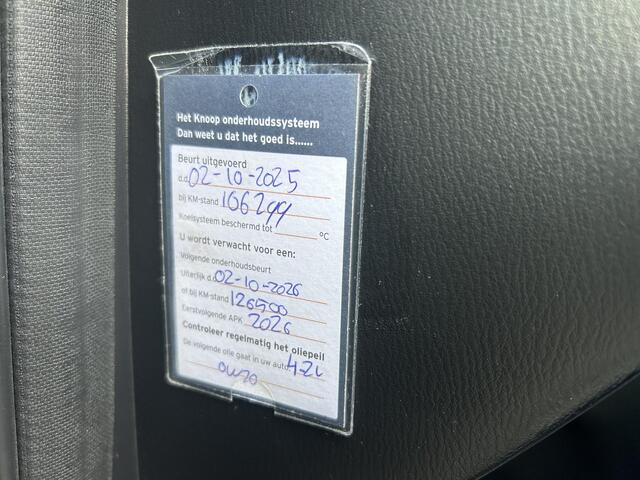 Het Knoop onderhoudssysteem
Dan weet u dat het goed is......
Beurt uitgevoerd
d.d. 02-10-2025
bij KM-stand 106299
Koelsysteem beschermd tot °C
U wordt verwacht voor een:
Volgende onderhoudsbeurt
Uiterlijk d.d. 02-10-2026
of bij KM-stand 126500
Eerstvolgende APK 2026
Controleer regelmatig het oliepeil
De volgende olie gaat in uw auto 4-2L
0w20